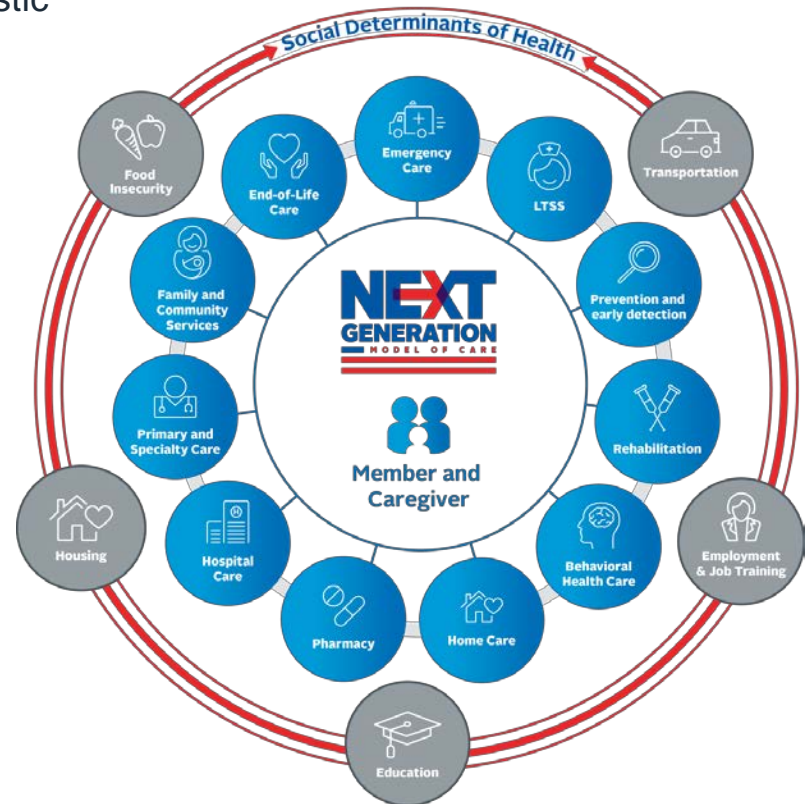 stic
Social Determinants of Health
Food
Insecurity
Transportation
Employment
& Job Training
Education
Housing
Emergency
Care
LTSS
Prevention and
early detection
Rehabilitation
Behavioral
Health Care
Home Care
Pharmacy
H
Hospital
Care
Primary and
Specialty Care
Family and
Community
Services
End-of-Life
Care
NEXT
GENERATION
MODEL OF CARE
Member and
Caregiver